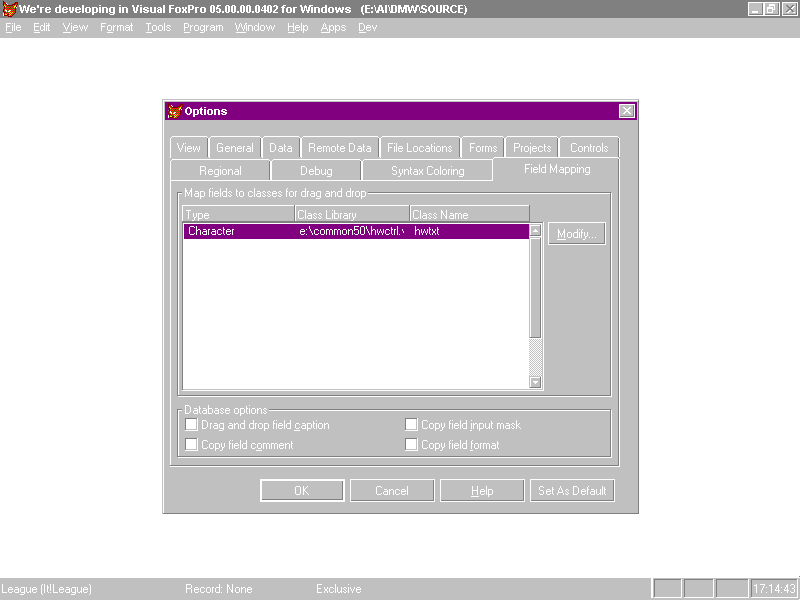 We're developing in Visual FoxPro 05.00.00.0402 for Windows (E:\AI\DMW\SOURCE)
File Edit View Format Tools Program Window Help Apps Dev
Options
View General Data Remote Data File Locations Forms Projects Controls
Regional Debug Syntax Coloring Field Mapping
Map fields to classes for drag and drop
Type Class Library Class Name
Character e:\common50\hwctrl.v hwtxt
Modify...
Database options
Drag and drop field caption Copy field input mask
Copy field comment Copy field format
OK Cancel Help Set As Default
League (It!League) Record: None Exclusive 17:14:43